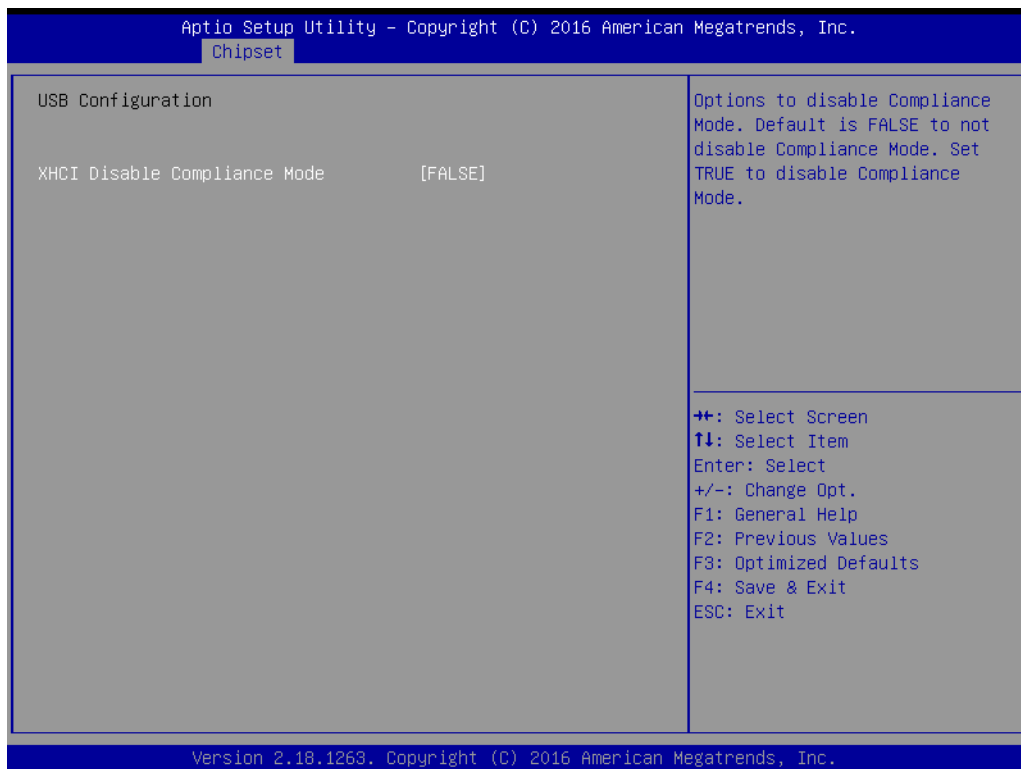 Aptio Setup Utility – Copyright (C) 2016 American Megatrends, Inc.
Chipset
USB Configuration
XHCI Disable Compliance Mode [FALSE]
Options to disable Compliance
Mode. Default is FALSE to not
disable Compliance Mode. Set
TRUE to disable Compliance
Mode.
→←: Select Screen
↑↓: Select Item
Enter: Select
+/-: Change Opt.
F1: General Help
F2: Previous Values
F3: Optimized Defaults
F4: Save & Exit
ESC: Exit
Version 2.18.1263. Copyright (C) 2016 American Megatrends, Inc.